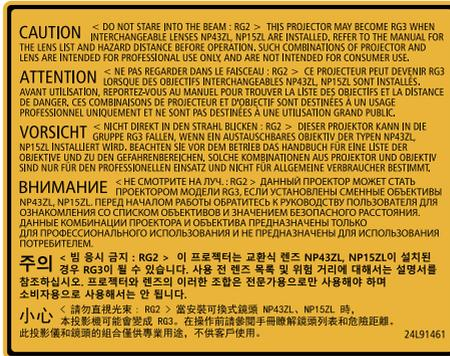 CAUTION < DO NOT STARE INTO THE BEAM : RG2 > THIS PROJECTOR MAY BECOME RG3 WHEN
INTERCHANGEABLE LENSES NP43ZL, NP15ZL ARE INSTALLED. REFER TO THE MANUAL FOR
THE LENS LIST AND HAZARD DISTANCE BEFORE OPERATION. SUCH COMBINATIONS OF PROJECTOR AND
LENS ARE INTENDED FOR PROFESSIONAL USE ONLY, AND ARE NOT INTENDED FOR CONSUMER USE.
ATTENTION < NE PAS REGARDER DANS LE FAISCEAU : RG2 > CE PROJECTEUR PEUT DEVENIR RG3
LORSQUE DES OBJECTIFS INTERCHANGEABLES NP43ZL, NP15ZL SONT INSTALLÉS.
AVANT UTILISATION, REPORTEZ-VOUS AU MANUEL POUR TROUVER LA LISTE DES OBJECTIFS ET LA DISTANCE
DE DANGER, CES COMBINAISONS DE PROJECTEUR ET D'OBJECTIF SONT DESTINÉES À UN USAGE
PROFESSIONNEL UNIQUEMENT ET NE SONT PAS DESTINÉES À UNE UTILISATION GRAND PUBLIC.
VORSICHT < NICHT DIREKT IN DEN STRAHL BLICKEN : RG2 > DIESER PROJEKTOR KANN IN DIE
GRUPPE RG3 FALLEN, WENN EIN AUSTAUSCHBARES OBJEKTIV DER TYPEN NP43ZL,
NP15ZL INSTALLIERT WIRD. BEACHTEN SIE VOR DEM BETRIEB DAS HANDBUCH FÜR EINE LISTE DER
OBJEKTIVE UND ZU DEN GEFAHRENBEREICHEN, SOLCHE KOMBINATIONEN AUS PROJEKTOR UND OBJEKTIV
SIND NUR FÜR DEN PROFESSIONELLEN EINSATZ UND NICHT FÜR ALLGEMEINE VERBRAUCHER BESTIMMT.
ВНИМАНИЕ < НЕ СМОТРИТЕ НА ЛУЧ. : RG2 > ДАННЫЙ ПРОЕКТОР МОЖЕТ СТАТЬ
ПРОЕКТОРОМ МОДЕЛИ RG3, ЕСЛИ УСТАНОВЛЕНЫ СМЕННЫЕ ОБЪЕКТИВЫ
NP43ZL, NP15ZL. ПЕРЕД НАЧАЛОМ РАБОТЫ ОБРАТИТЕСЬ К РУКОВОДСТВУ ПОЛЬЗОВАТЕЛЯ ДЛЯ
ОЗНАКОМЛЕНИЯ СО СПИСКОМ ОБЪЕКТИВОВ И ЗНАЧЕНИЕМ БЕЗОПАСНОГО РАССТОЯНИЯ.
ДАННЫЕ КОМБИНАЦИИ ПРОЕКТОРА И ОБЪЕКТИВА ПРЕДНАЗНАЧЕНЫ ТОЛЬКО
ДЛЯ ПРОФЕССИОНАЛЬНОГО ИСПОЛЬЗОВАНИЯ И НЕ ПРЕДНАЗНАЧЕНЫ ДЛЯ ИСПОЛЬЗОВАНИЯ
ПОТРЕБИТЕЛЕМ.
주의 < 빔 응시 금지 : RG2 > 이 프로젝터는 교환식 렌즈 NP43ZL, NP15ZL이 설치된
경우 RG3이 될 수 있습니다. 사용 전 렌즈 목록 및 위험 거리에 대해서는 설명서를
참조하십시오. 프로젝터와 렌즈의 이러한 조합은 전문가용으로만 사용해야 하며
소비자용으로 사용해서는 안 됩니다.
小心 < 請勿直視光束 : RG2 > 當安裝可換式鏡頭 NP43ZL、NP15ZL 時，
本投影機可能會變成 RG3。在操作前請參閱手冊瞭解鏡頭列表和危險距離。
此投影儀和鏡頭的組合僅供專業用途，不供客戶使用。
24L91461